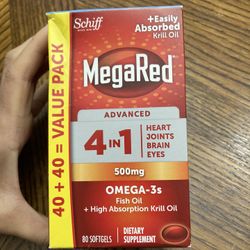 Schiff
+Easily
Absorbed
Krill Oil
MegaRed
ADVANCED
4 IN 1
HEART
JOINTS
BRAIN
EYES
500mg
OMEGA-3s
Fish Oil
+ High Absorption Krill Oil
80 SOFTGELS
DIETARY
SUPPLEMENT
40 + 40 = VALUE PACK